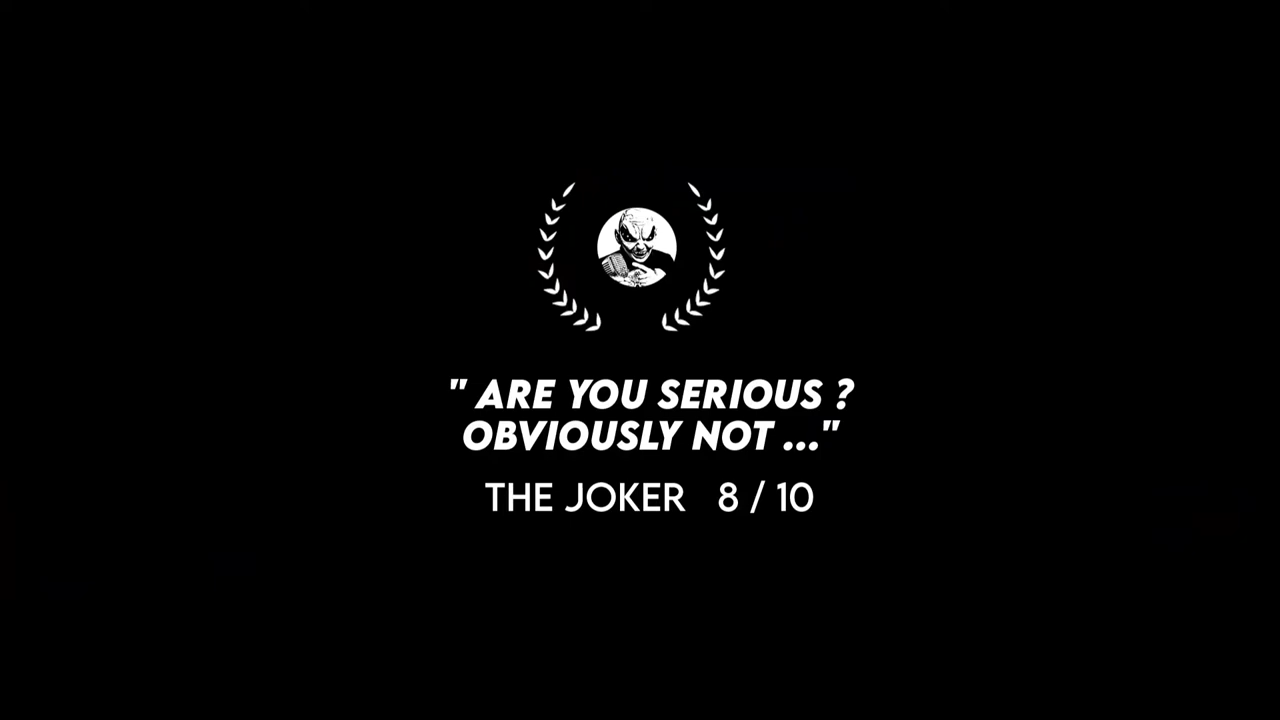 " ARE YOU SERIOUS ?
OBVIOUSLY NOT ..."
THE JOKER 8 / 10